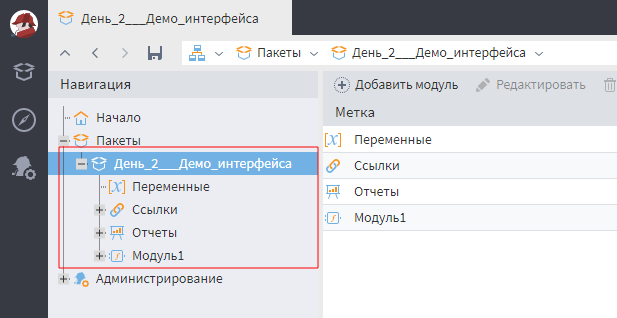 День_2___Демо_интерфейса
Пакеты День_2___Демо_интерфейса
Навигация
Начало
Пакеты
День_2___Демо_интерфейса
Переменные
Ссылки
Отчеты
Модуль1
Администрирование
Добавить модуль Редактировать
Метка
Переменные
Ссылки
Отчеты
Модуль1